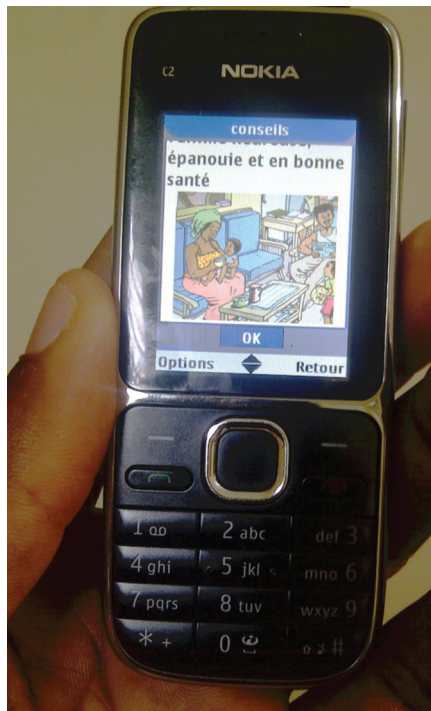 C2 NOKIA
conseils
épanouie et en bonne
santé
OK
Options Retour
1 2 abc def 3
4 ghi 5 jkl mno 6
7 pqrs 8 tuv wxyz 9
* + 0 #